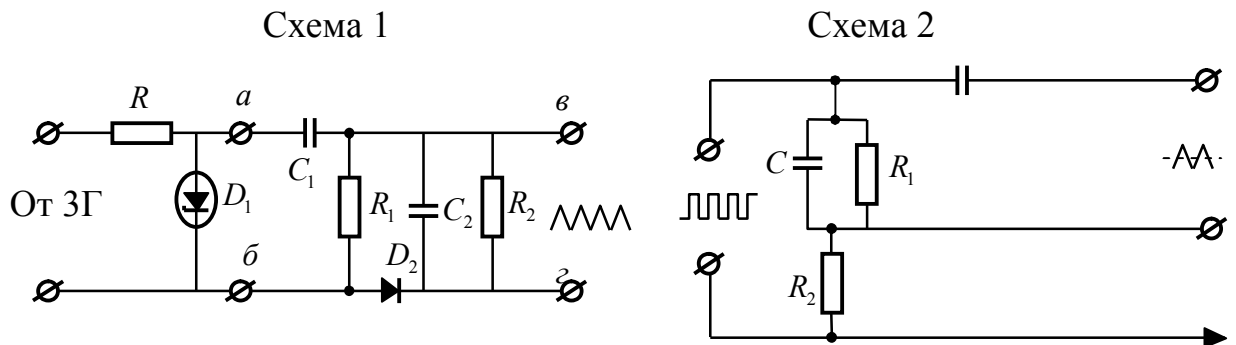 Схема 1
Схема 2
R
а
в
C₁
От ЗГ
D₁
R₁
C₂
R₂
D₂
б
г
C
R₁
R₂